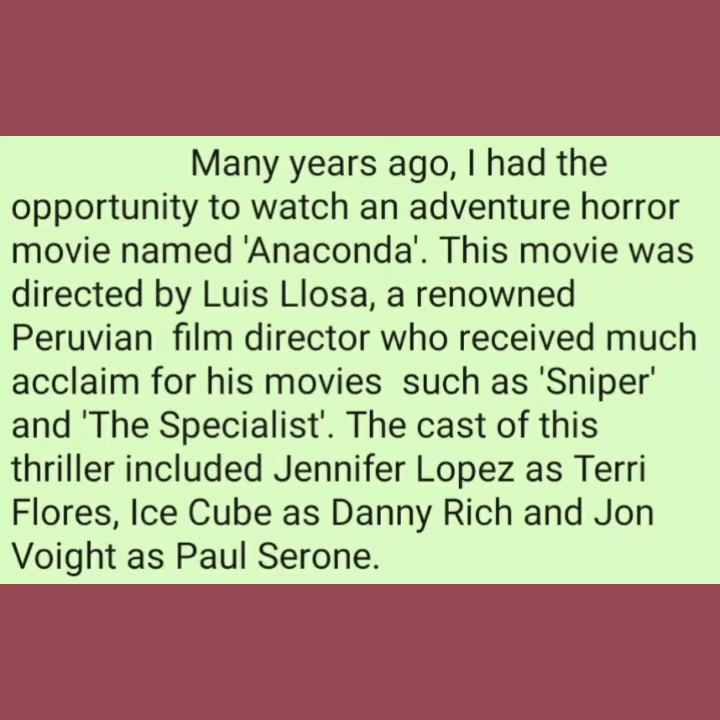 Many years ago, I had the
opportunity to watch an adventure horror
movie named 'Anaconda'. This movie was
directed by Luis Llosa, a renowned
Peruvian  film director who received much
acclaim for his movies  such as 'Sniper'
and 'The Specialist'. The cast of this
thriller included Jennifer Lopez as Terri
Flores, Ice Cube as Danny Rich and Jon
Voight as Paul Serone.